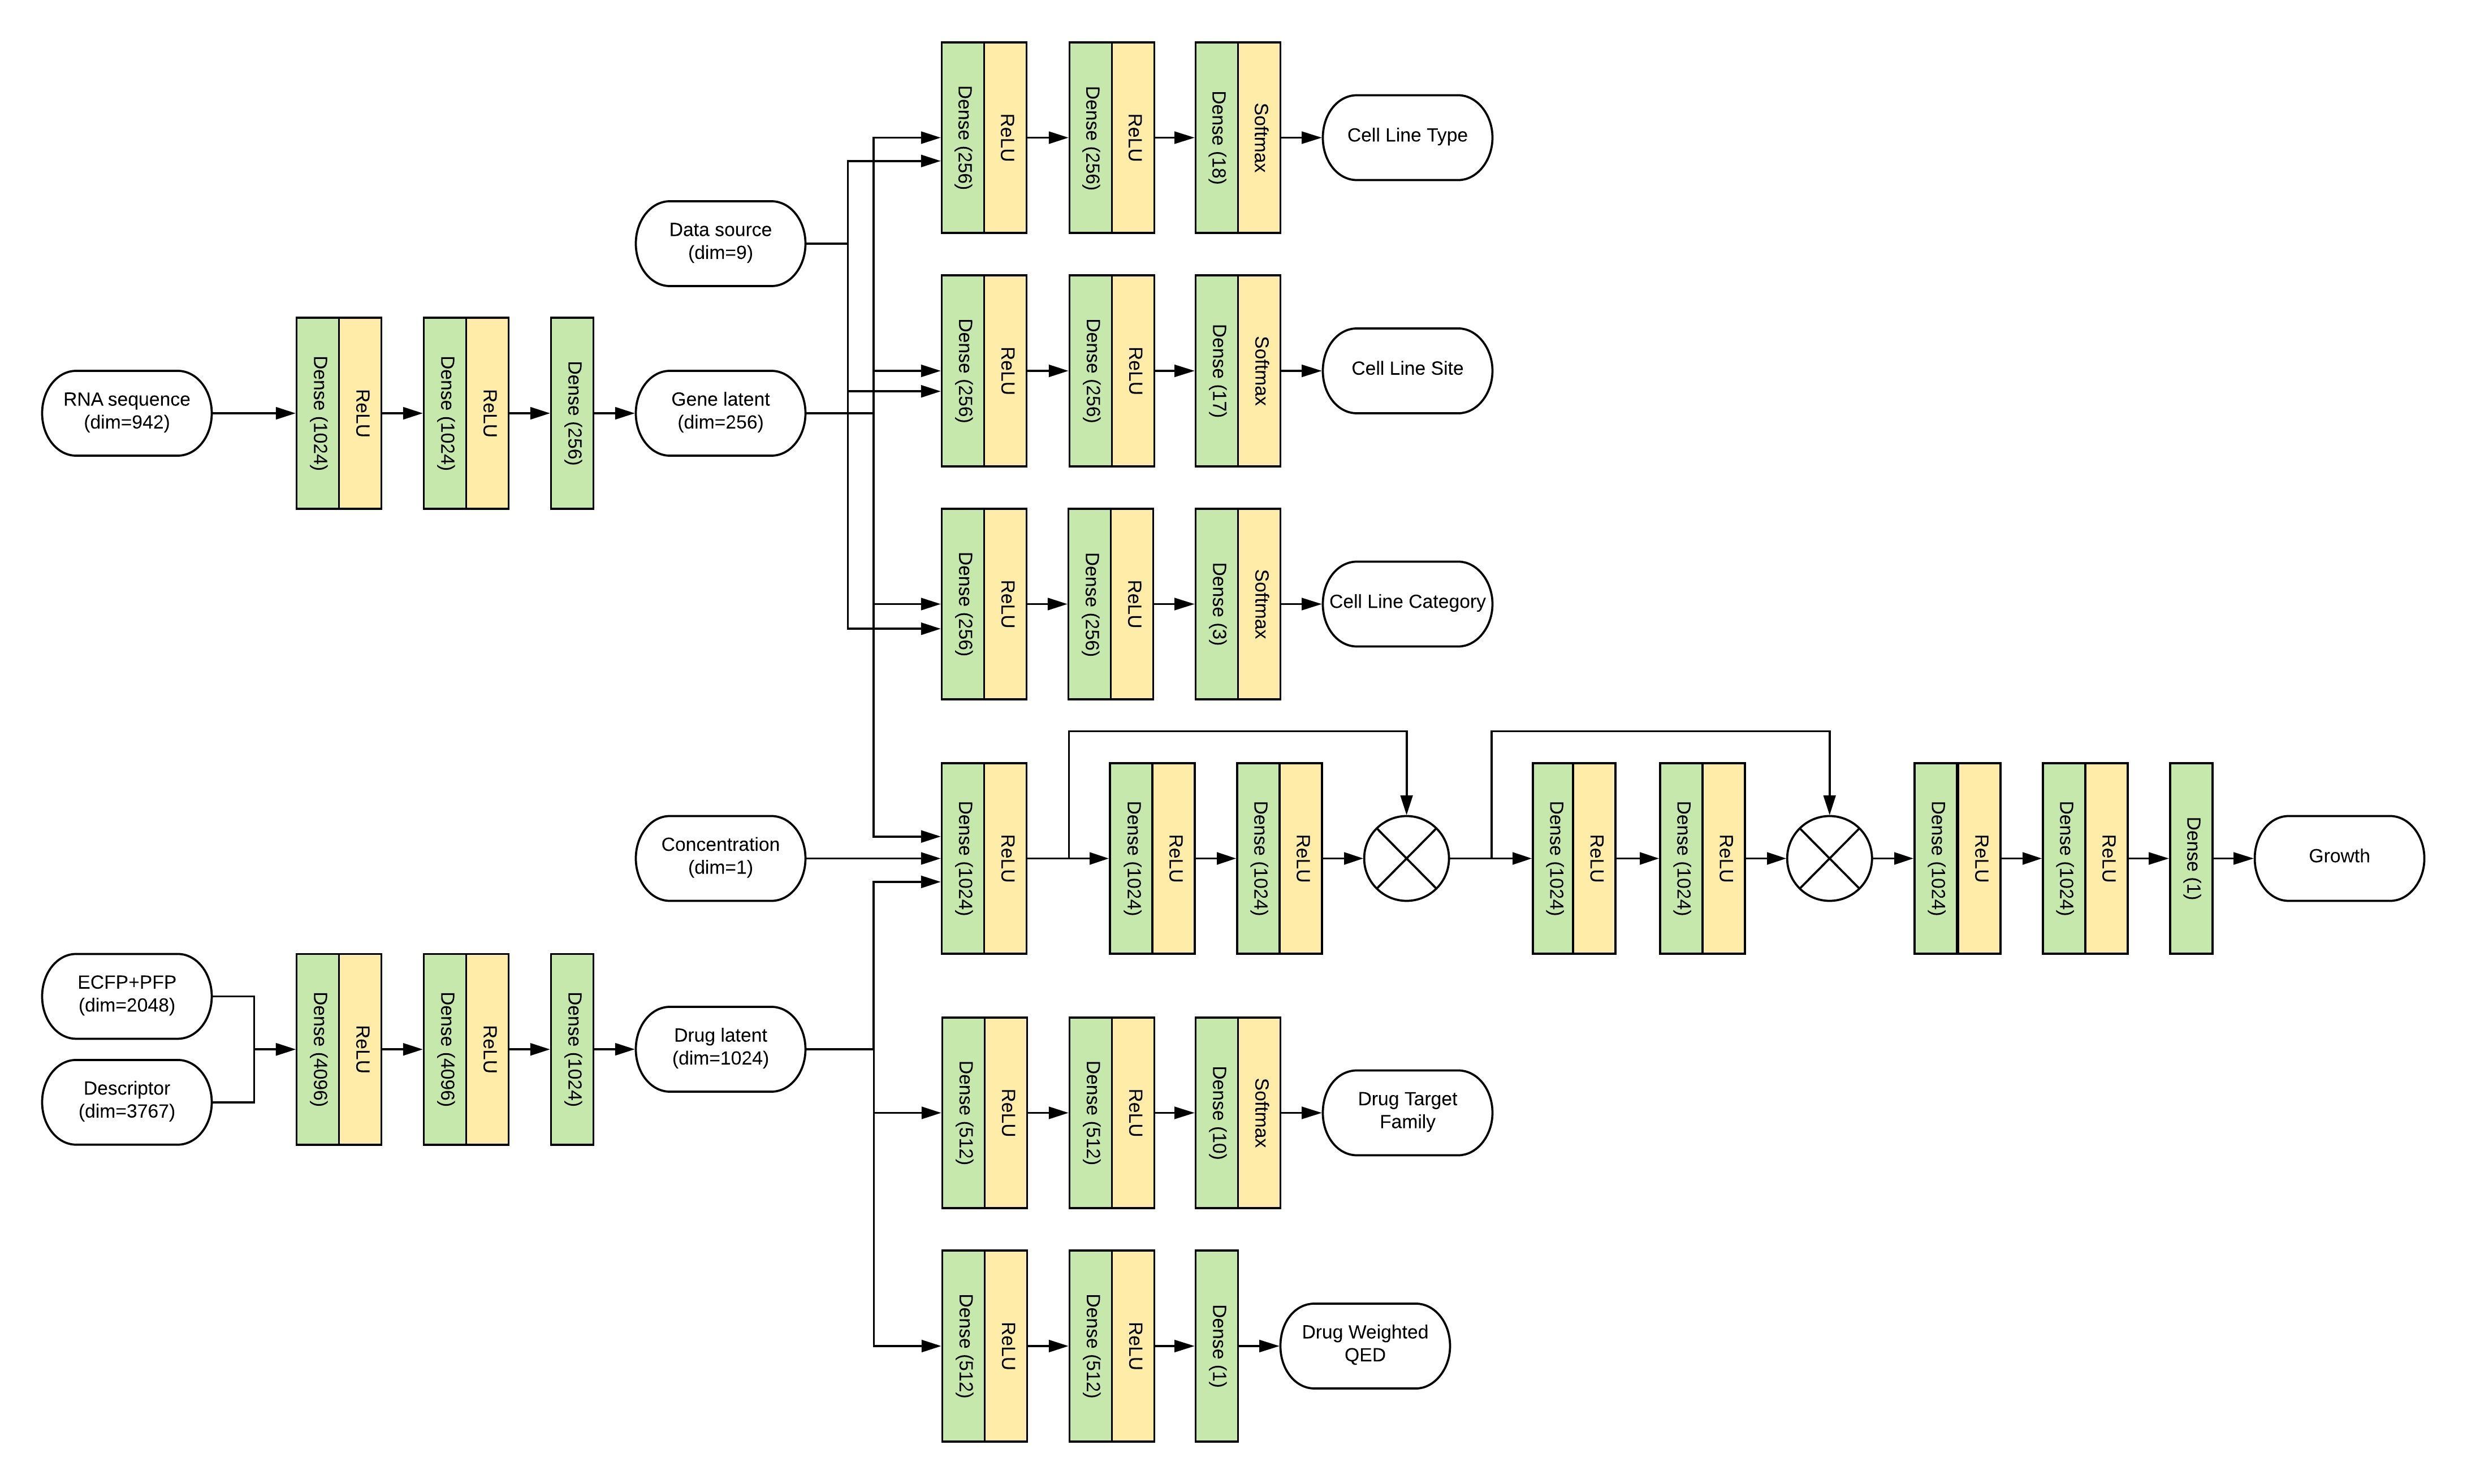 Dense (256)
ReLU
Dense (256)
ReLU
Dense (18)
Softmax
Cell Line Type
Data source
(dim=9)
Dense (256)
ReLU
Dense (256)
ReLU
Dense (17)
Softmax
Cell Line Site
RNA sequence
(dim=942)
Dense (1024)
ReLU
Dense (1024)
ReLU
Dense (256)
Gene latent
(dim=256)
Dense (256)
ReLU
Dense (256)
ReLU
Dense (3)
Softmax
Cell Line Category
Concentration
(dim=1)
Dense (1024)
ReLU
Dense (1024)
ReLU
Dense (1024)
ReLU
Dense (1024)
ReLU
Dense (1024)
ReLU
Dense (1024)
ReLU
Dense (1024)
ReLU
Dense (1)
Growth
ECFP+PFP
(dim=2048)
Descriptor
(dim=3767)
Dense (4096)
ReLU
Dense (4096)
ReLU
Dense (1024)
Drug latent
(dim=1024)
Dense (512)
ReLU
Dense (512)
ReLU
Dense (10)
Softmax
Drug Target
Family
Dense (512)
ReLU
Dense (512)
ReLU
Dense (1)
Drug Weighted
QED